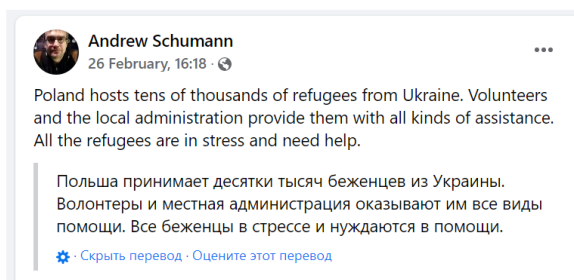 Andrew Schumann
26 February, 16:18 ·
Poland hosts tens of thousands of refugees from Ukraine. Volunteers
and the local administration provide them with all kinds of assistance.
All the refugees are in stress and need help.
Польша принимает десятки тысяч беженцев из Украины.
Волонтеры и местная администрация оказывают им все виды
помощи. Все беженцы в стрессе и нуждаются в помощи.
· Скрыть перевод · Оцените этот перевод